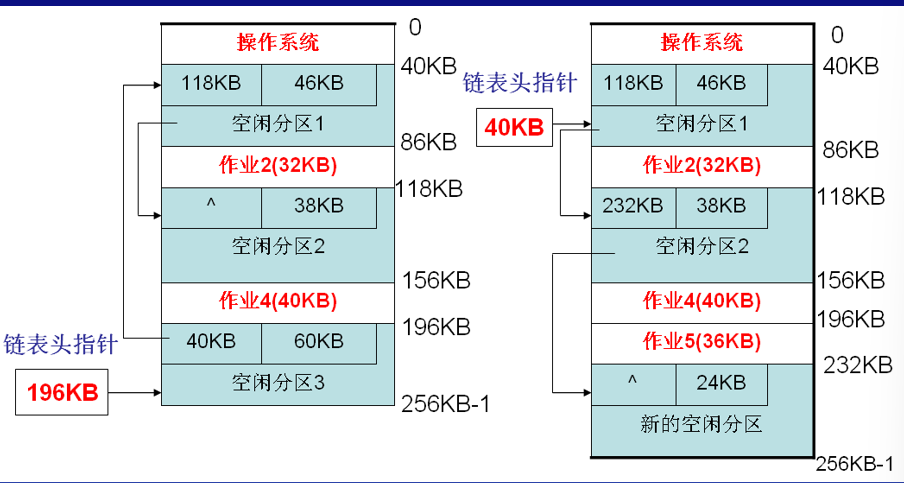 操作系统
0
40KB
118KB 46KB
空闲分区1
86KB
作业2(32KB)
118KB
^ 38KB
空闲分区2
156KB
作业4(40KB)
196KB
40KB 60KB
空闲分区3
256KB-1
链表头指针
196KB
操作系统
0
40KB
链表头指针
40KB
118KB 46KB
空闲分区1
86KB
作业2(32KB)
118KB
232KB 38KB
空闲分区2
156KB
作业4(40KB)
196KB
作业5(36KB)
232KB
^ 24KB
新的空闲分区
256KB-1